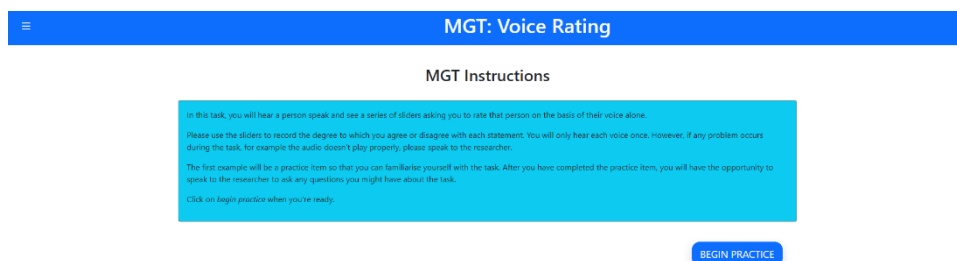 MGT: Voice Rating
MGT Instructions
In this task, you will hear a person speak and see a series of sliders asking you to rate that person on the basis of their voice alone.
Please use the sliders to record the degree to which you agree or disagree with each statement. You will only hear each voice once. However, if any problem occurs
during the task, for example the audio doesn't play properly, please speak to the researcher.
The first example will be a practice item so that you can familiarise yourself with the task. After you have completed the practice item, you will have the opportunity to
speak to the researcher to ask any questions you might have about the task.
Click on begin practice when you're ready.
BEGIN PRACTICE